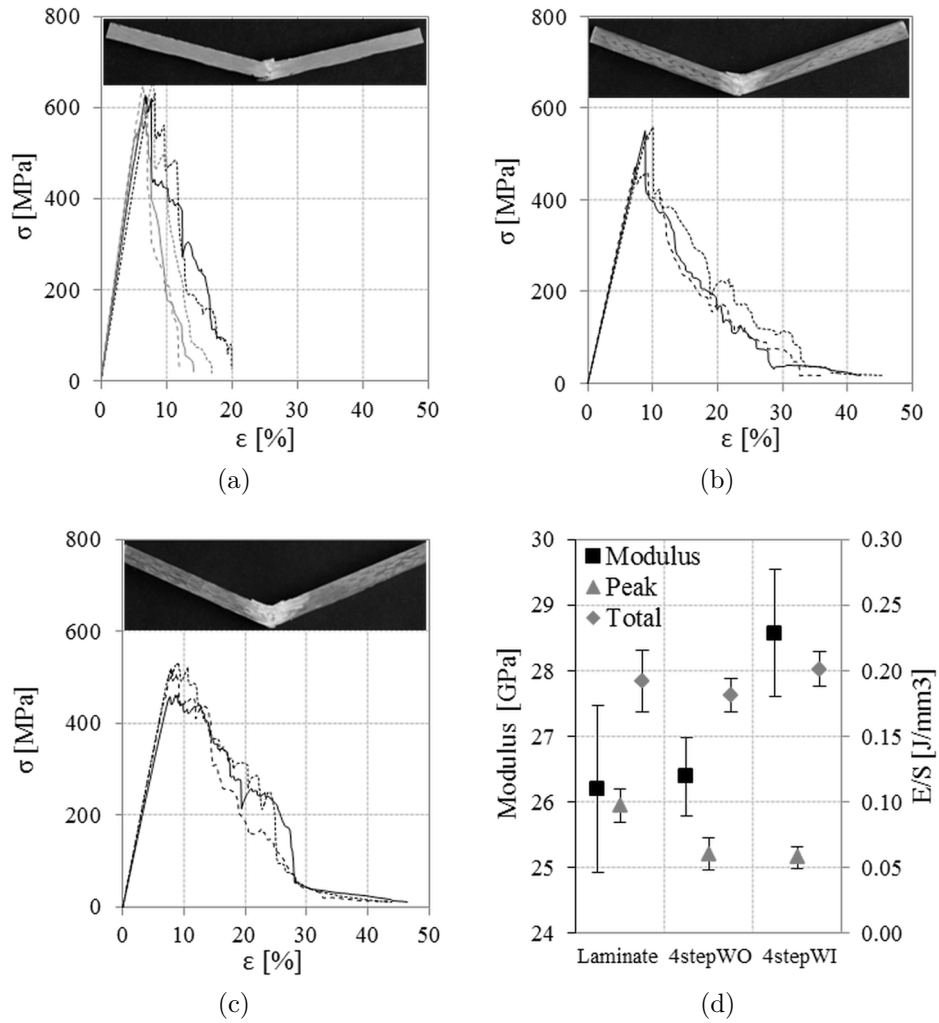 800
600
400
200
0
σ [MPa]
0 10 20 30 40 50
ε [%]
(a)
800
600
400
200
0
σ [MPa]
0 10 20 30 40 50
ε [%]
(b)
800
600
400
200
0
σ [MPa]
0 10 20 30 40 50
ε [%]
(c)
30
29
28
27
26
25
24
Modulus [GPa]
Modulus
Peak
Total
0.30
0.25
0.20
0.15
0.10
0.05
0.00
E/S [J/mm3]
Laminate 4stepWO 4stepWI
(d)